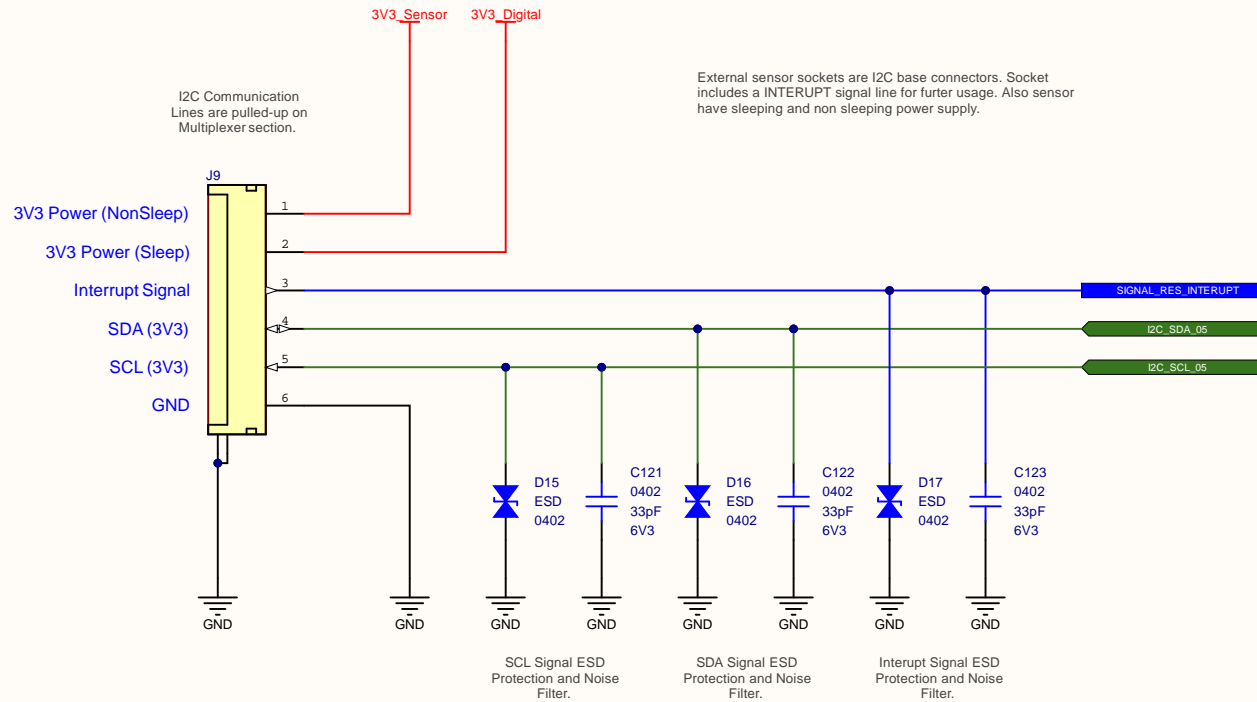 3V3_Sensor
3V3_Digital
I2C Communication
Lines are pulled-up on
Multiplexer section.
External sensor sockets are I2C base connectors. Socket
includes a INTERUPT signal line for furter usage. Also sensor
have sleeping and non sleeping power supply.
J9
3V3 Power (NonSleep)
1
3V3 Power (Sleep)
2
Interrupt Signal
3
SIGNAL_RES_INTERUPT
SDA (3V3)
4
I2C_SDA_05
SCL (3V3)
5
I2C_SCL_05
GND
6
D15
ESD
0402
C121
0402
33pF
6V3
D16
ESD
0402
C122
0402
33pF
6V3
D17
ESD
0402
C123
0402
33pF
6V3
GND
GND
GND
GND
GND
GND
GND
GND
SCL Signal ESD
Protection and Noise
Filter.
SDA Signal ESD
Protection and Noise
Filter.
Interupt Signal ESD
Protection and Noise
Filter.